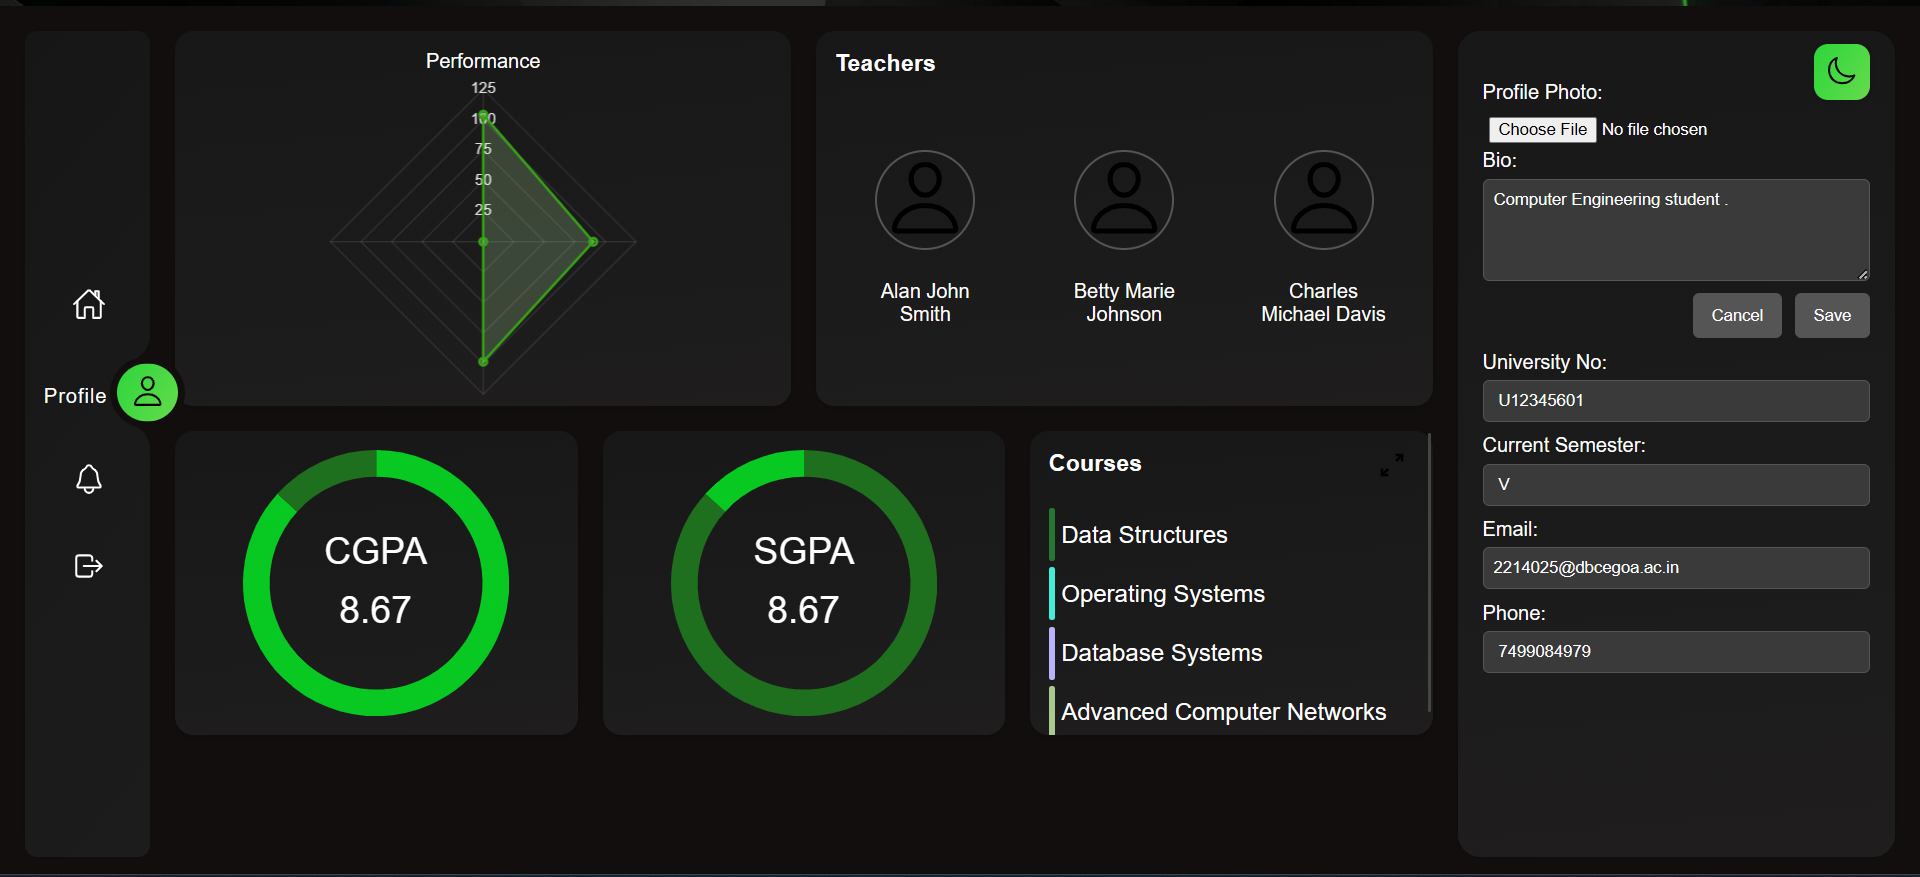 Profile
Performance
125
100
75
50
25
Teachers
Alan John
Smith
Betty Marie
Johnson
Charles
Michael Davis
CGPA
8.67
SGPA
8.67
Courses
Data Structures
Operating Systems
Database Systems
Advanced Computer Networks
Profile Photo:
Choose File No file chosen
Bio:
Computer Engineering student .
Cancel Save
University No:
U12345601
Current Semester:
V
Email:
2214025@dbcegoa.ac.in
Phone:
7499084979